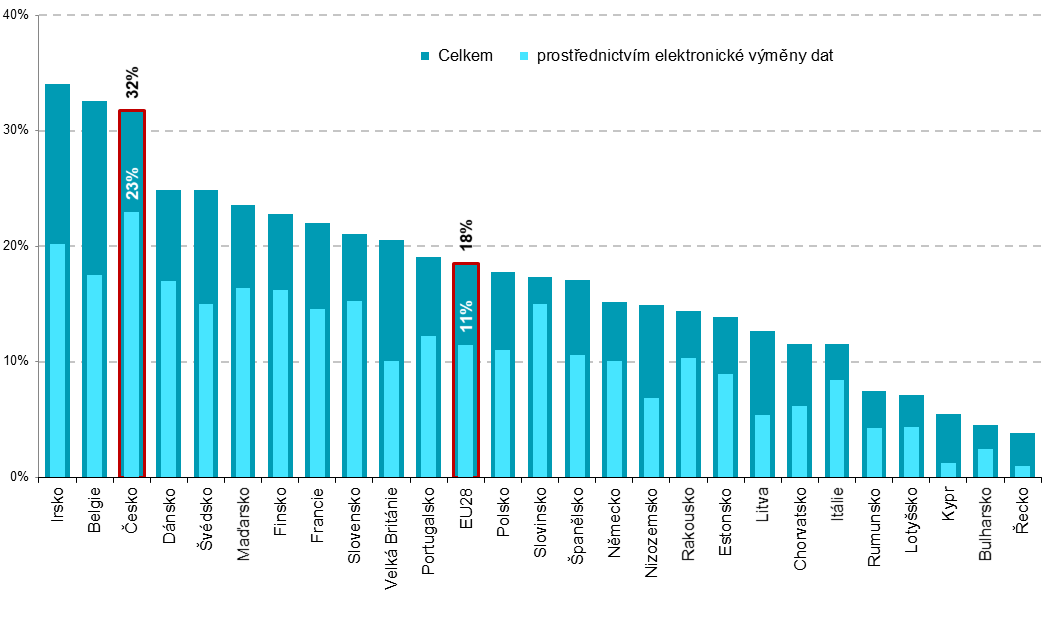 40%
Celkem
prostřednictvím elektronické výměny dat
32%
30%
23%
20%
18%
11%
10%
0%
Irsko
Belgie
Česko
Dánsko
Švédsko
Maďarsko
Finsko
Francie
Slovensko
Velká Británie
Portugalsko
EU28
Polsko
Slovinsko
Španělsko
Německo
Nizozemsko
Rakousko
Estonsko
Litva
Chorvatsko
Itálie
Rumunsko
Lotyšsko
Kypr
Bulharsko
Řecko